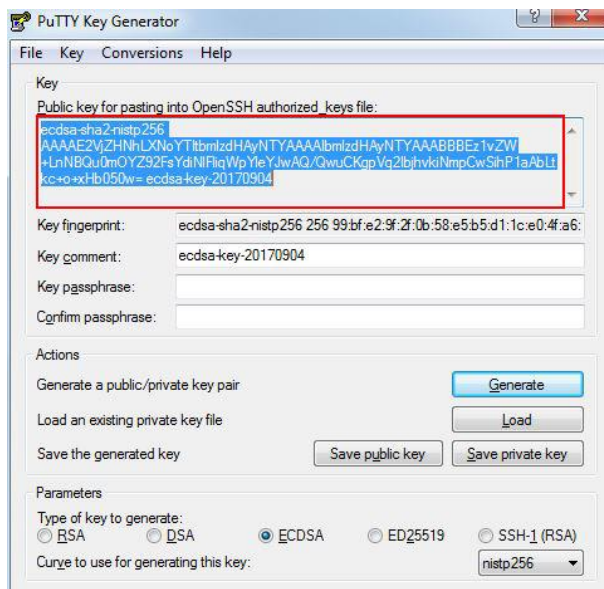 PuTTY Key Generator
File Key Conversions Help
Key
Public key for pasting into OpenSSH authorized_keys file:
ecdsa-sha2-nistp256
+LnNBQu0mOYZ92FsYdiNIFliqWpYleYJwAQ/QwuCKgpVq2lbjhvkiNmpCwSihP1aAbLt
kc+o+xHb050w= ecdsa-key-20170904
Key fingerprint: ecdsa-sha2-nistp256 256 99:bf:e2:9f:2f:0b:58:e5:b5:d1:1c:e0:4f:a6:
Key comment: ecdsa-key-20170904
Key passphrase:
Confirm passphrase:
Actions
Generate a public/private key pair Generate
Load an existing private key file Load
Save the generated key Save public key Save private key
Parameters
Type of key to generate:
RSA DSA ECDSA ED25519 SSH-1 (RSA)
Curve to use for generating this key: nistp256